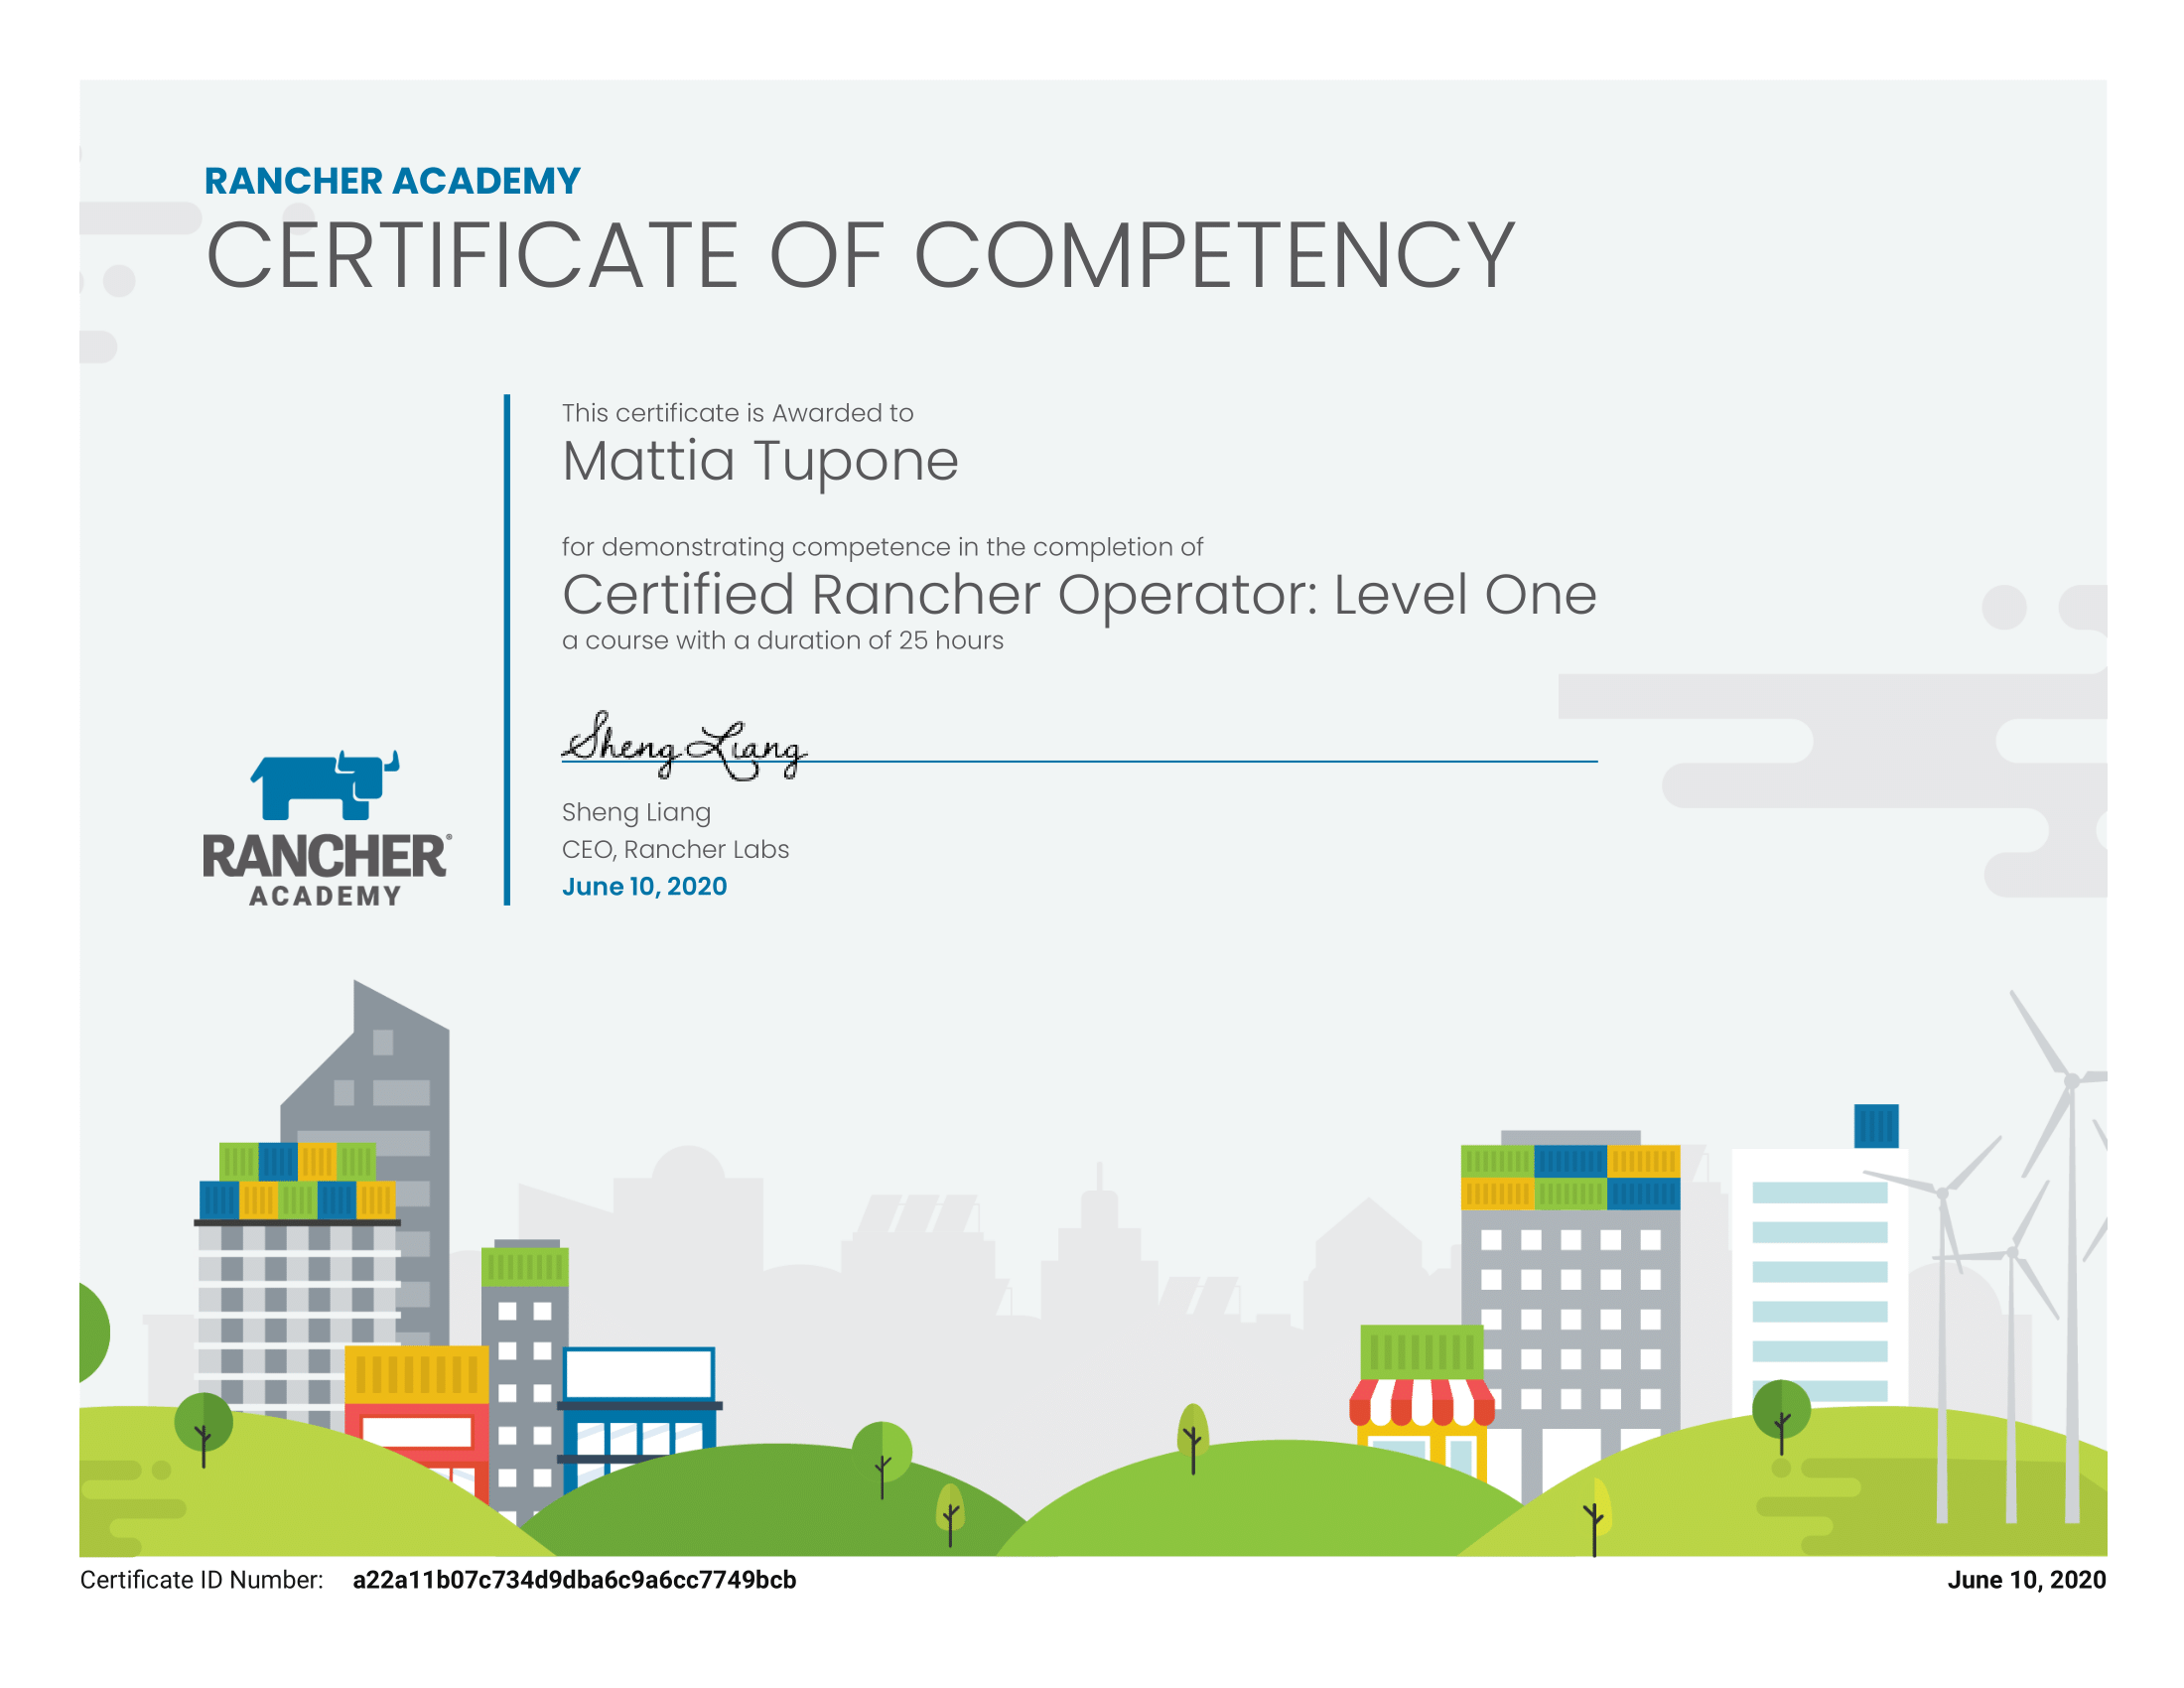 RANCHER ACADEMY
CERTIFICATE OF COMPETENCY
This certificate is Awarded to
Mattia Tupone
for demonstrating competence in the completion of
Certified Rancher Operator: Level One
a course with a duration of 25 hours
Sheng Liang
Sheng Liang
CEO, Rancher Labs
June 10, 2020
RANCHER®
ACADEMY
Certificate ID Number: a22a11b07c734d9dba6c9a6cc7749bcb
June 10, 2020